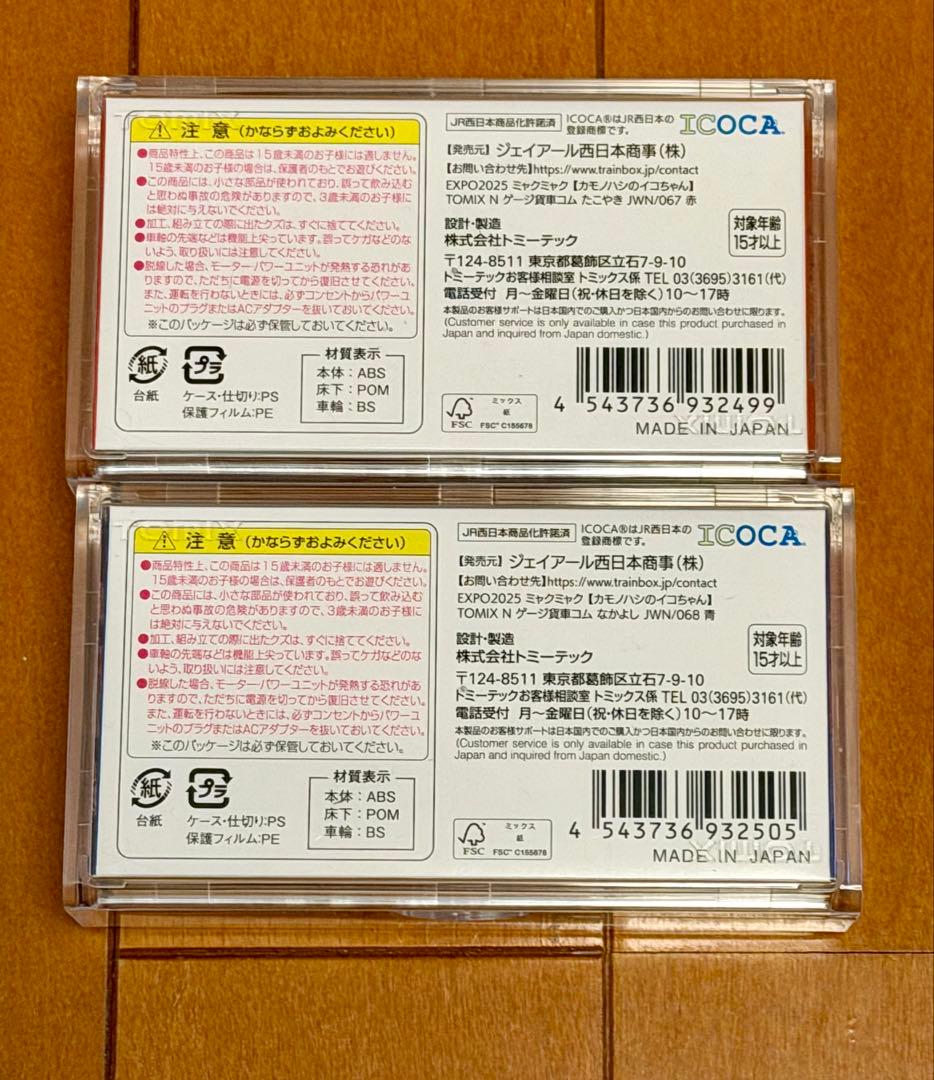 注意(かならずおよみください)
●商品特性上、この商品は15歳未満のお子様には適しません。
15歳未満のお子様の場合は、保護者のもとでお遊びください。
●この商品には、小さな部品が使われており、誤って飲み込む
と思わぬ事故の危険がありますので、3歳未満のお子様に
は絶対に与えないでください。
●加工、組み立ての際に出たクズは、すぐに捨ててください。
●車軸の先端などは機能上尖っています。誤ってケガなどのな
いよう、取り扱いには注意してください。
●脱線した場合、モーター・パワーユニットが発熱する恐れがあ
りますので、ただちに電源を切ってから復旧させてください。
また、運転を行わないときには、必ずコンセントからパワーユ
ニットのプラグまたはACアダプターを抜いておいてください。
※このパッケージは必ず保管しておいてください。
紙
台紙
プラ
ケース・仕切り:PS
保護フィルム:PE
材質表示
本体:ABS
床下:POM
車輪:BS
JR西日本商品化許諾済
ICOCA®はJR西日本の
登録商標です。
ICOCA
【発売元】ジェイアール西日本商事(株)
【お問い合わせ先】https://www.trainbox.jp/contact
EXPO2025 ミャクミャク【カモノハシのイコちゃん】
TOMIX N ゲージ貨車コム たこやき JWN/067 赤
設計・製造
株式会社トミーテック
対象年齢
15才以上
〒124-8511 東京都葛飾区立石7-9-10
トミーテックお客様相談室 トミックス係 TEL 03(3695)3161(代)
電話受付 月～金曜日(祝・休日を除く)10～17時
本製品のお客様サポートは日本国内でのご購入かつ日本国内からのお問い合わせに限ります。
(Customer service is only available in case this product purchased in
Japan and inquired from Japan domestic.)
FSC
ミックス
紙
FSC™ C155678
4 543736 932499
MADE IN JAPAN
TOMIX
注意(かならずおよみください)
●商品特性上、この商品は15歳未満のお子様には適しません。
15歳未満のお子様の場合は、保護者のもとでお遊びください。
●この商品には、小さな部品が使われており、誤って飲み込む
と思わぬ事故の危険がありますので、3歳未満のお子様に
は絶対に与えないでください。
●加工、組み立ての際に出たクズは、すぐに捨ててください。
●車軸の先端などは機能上尖っています。誤ってケガなどのな
いよう、取り扱いには注意してください。
●脱線した場合、モーター・パワーユニットが発熱する恐れがあ
りますので、ただちに電源を切ってから復旧させてください。
また、運転を行わないときには、必ずコンセントからパワーユ
ニットのプラグまたはACアダプターを抜いておいてください。
※このパッケージは必ず保管しておいてください。
紙
台紙
プラ
ケース・仕切り:PS
保護フィルム:PE
材質表示
本体:ABS
床下:POM
車輪:BS
JR西日本商品化許諾済
ICOCA®はJR西日本の
登録商標です。
ICOCA
【発売元】ジェイアール西日本商事(株)
【お問い合わせ先】https://www.trainbox.jp/contact
EXPO2025 ミャクミャク【カモノハシのイコちゃん】
TOMIX N ゲージ貨車コム なかよし JWN/068 青
設計・製造
株式会社トミーテック
対象年齢
15才以上
〒124-8511 東京都葛飾区立石7-9-10
トミーテックお客様相談室 トミックス係 TEL 03(3695)3161(代)
電話受付 月～金曜日(祝・休日を除く)10～17時
本製品のお客様サポートは日本国内でのご購入かつ日本国内からのお問い合わせに限ります。
(Customer service is only available in case this product purchased in
Japan and inquired from Japan domestic.)
FSC
ミックス
紙
FSC™ C155678
4 543736 932505
MADE IN JAPAN
TOMIX